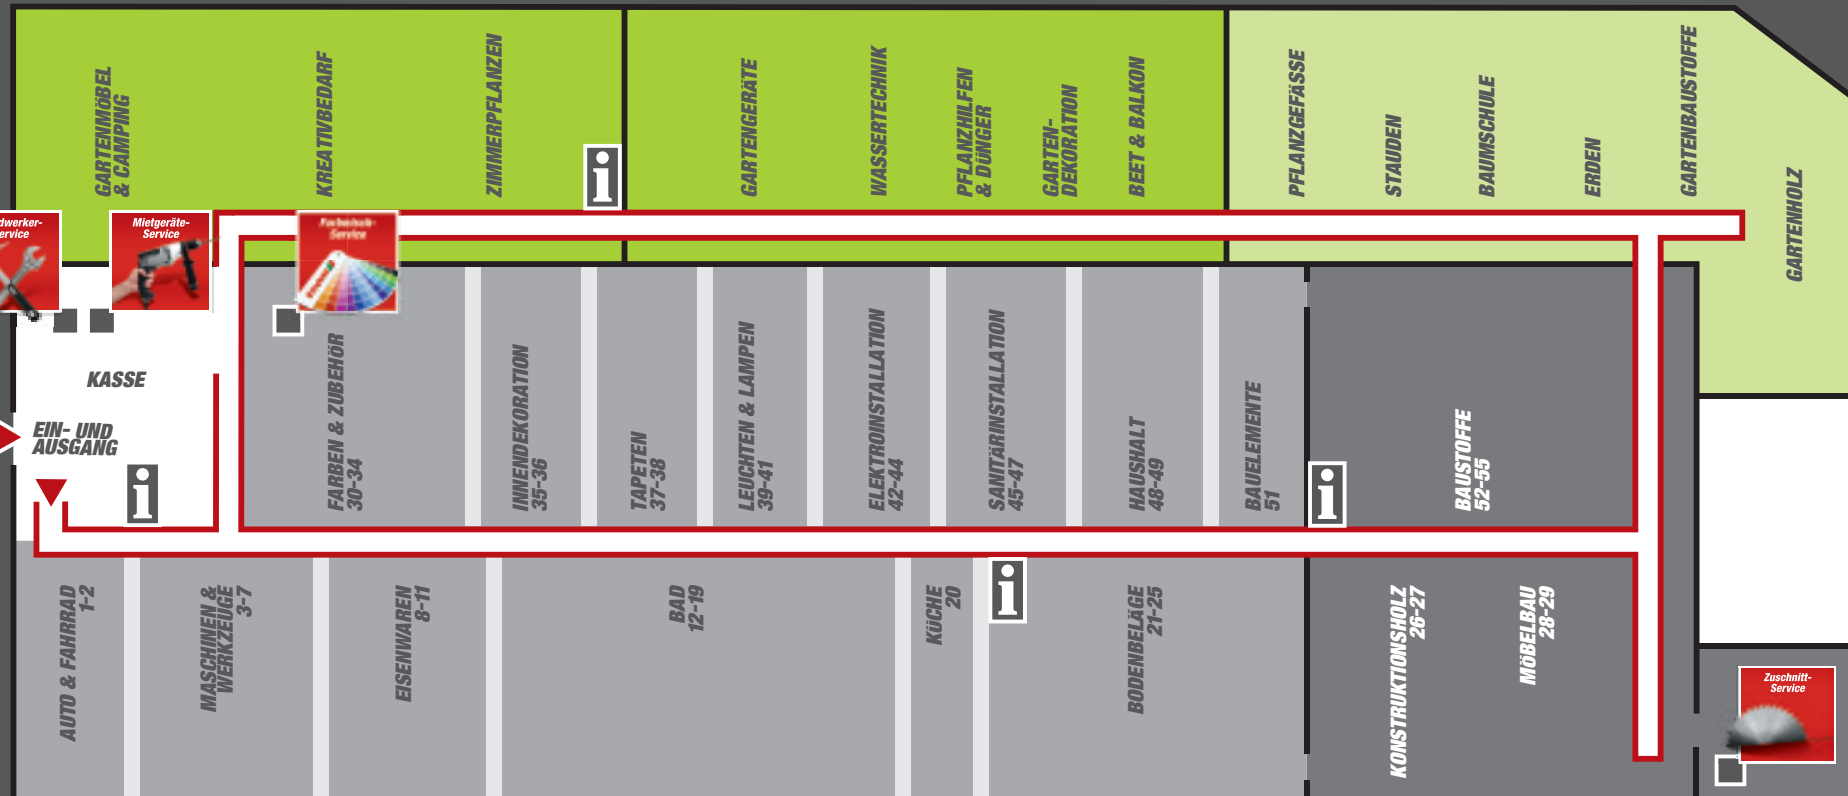 GARTENMÖBEL
& CAMPING
KREATIVBEDARF
ZIMMERPFLANZEN
i
GARTENGERÄTE
WASSERTECHNIK
PFLANZHILFEN
& DÜNGER
GARTEN-
DEKORATION
BEET & BALKON
PFLANZGEFÄSSE
STAUDEN
BAUMSCHULE
ERDEN
GARTENBAUSTOFFE
GARTENHOLZ
Mietgeräte-
Service
Service
KASSE
EIN- UND
AUSGANG
i
FARBEN & ZUBEHÖR
30-34
INNENDEKORATION
35-36
TAPETEN
37-38
LEUCHTEN & LAMPEN
39-41
ELEKTROINSTALLATION
42-44
SANITÄRINSTALLATION
45-47
HAUSHALT
48-49
BAUELEMENTE
51
i
BAUSTOFFE
52-55
AUTO & FAHRRAD
1-2
MASCHINEN &
WERKZEUGE
3-7
EISENWAREN
8-11
BAD
12-19
KÜCHE
20
i
BODENBELÄGE
21-25
KONSTRUKTIONSHOLZ
26-27
MÖBELBAU
28-29
Zuschnitt-
Service